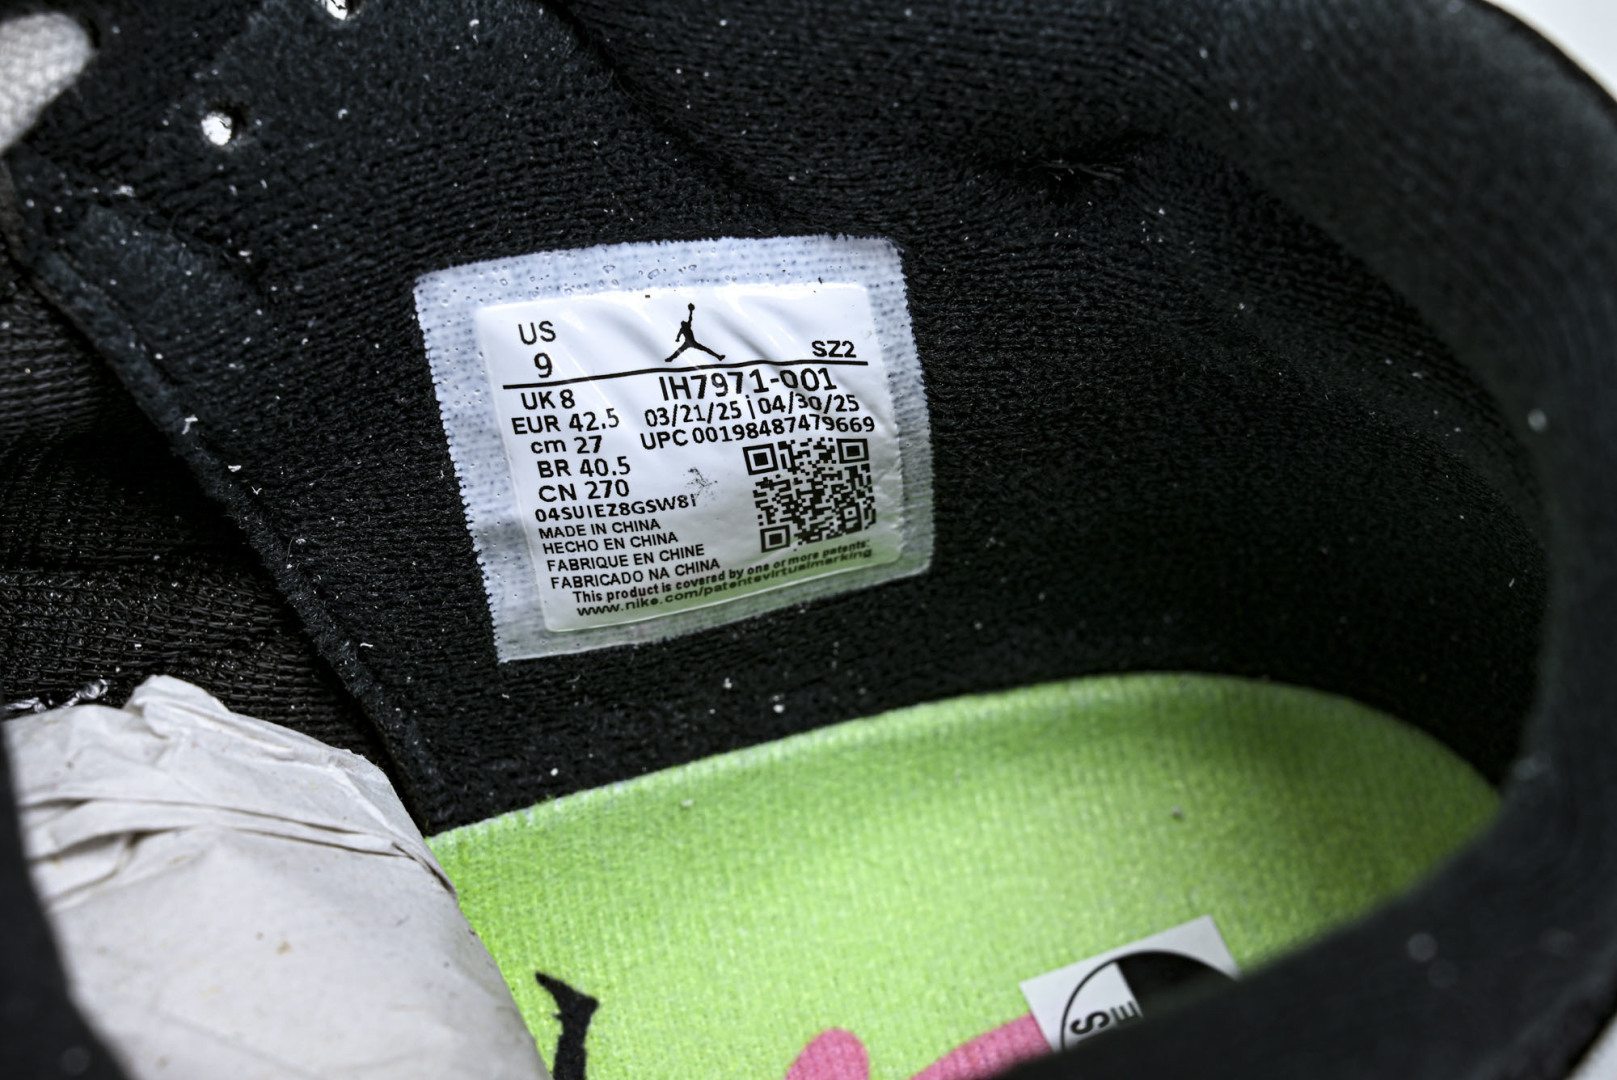 US
9
SZ2
UK 8
EUR 42.5
cm 27
BR 40.5
CN 270
IH7971-001
03/21/25 | 04/30/25
UPC 00198487479669
04SU1EZ8GSW81
MADE IN CHINA
HECHO EN CHINA
FABRIQUE EN CHINE
FABRICADO NA CHINA
This product is covered by one or more patents:
www.nike.com/patentsvirtualmarking